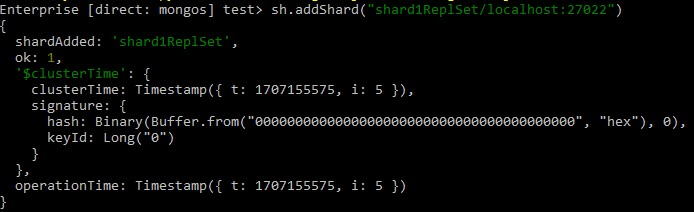 Enterprise [direct: mongos] test> sh.addShard("shard1ReplSet/localhost:27022")
{
  shardAdded: 'shard1ReplSet',
  ok: 1,
  '$clusterTime': {
    clusterTime: Timestamp({ t: 1707155575, i: 5 }),
    signature: {
      hash: Binary(Buffer.from("0000000000000000000000000000000000000000", "hex"), 0),
      keyId: Long("0")
    }
  },
  operationTime: Timestamp({ t: 1707155575, i: 5 })
}